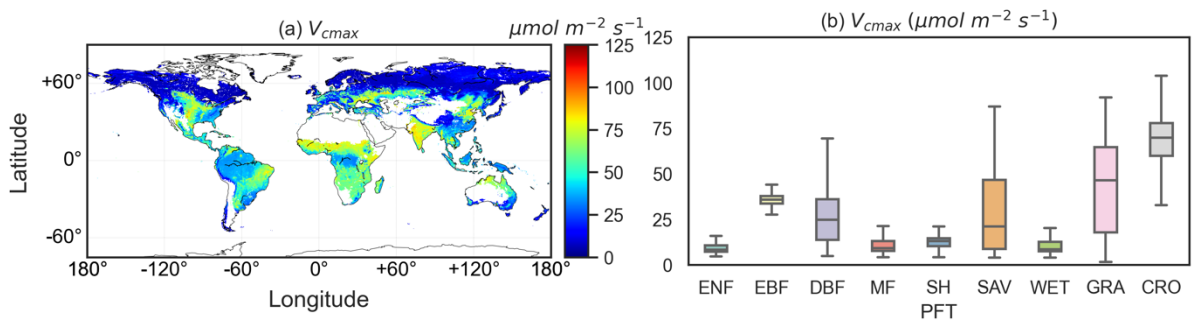 (a) V_cmax
μmol m⁻² s⁻¹
(b) V_cmax (μmol m⁻² s⁻¹)
Latitude
+60°
0°
-60°
180° -120° -60° 0° +60° +120° 180°
Longitude
125
100
75
50
25
0
125
100
75
50
25
0
ENF EBF DBF MF SH SAV WET GRA CRO
PFT